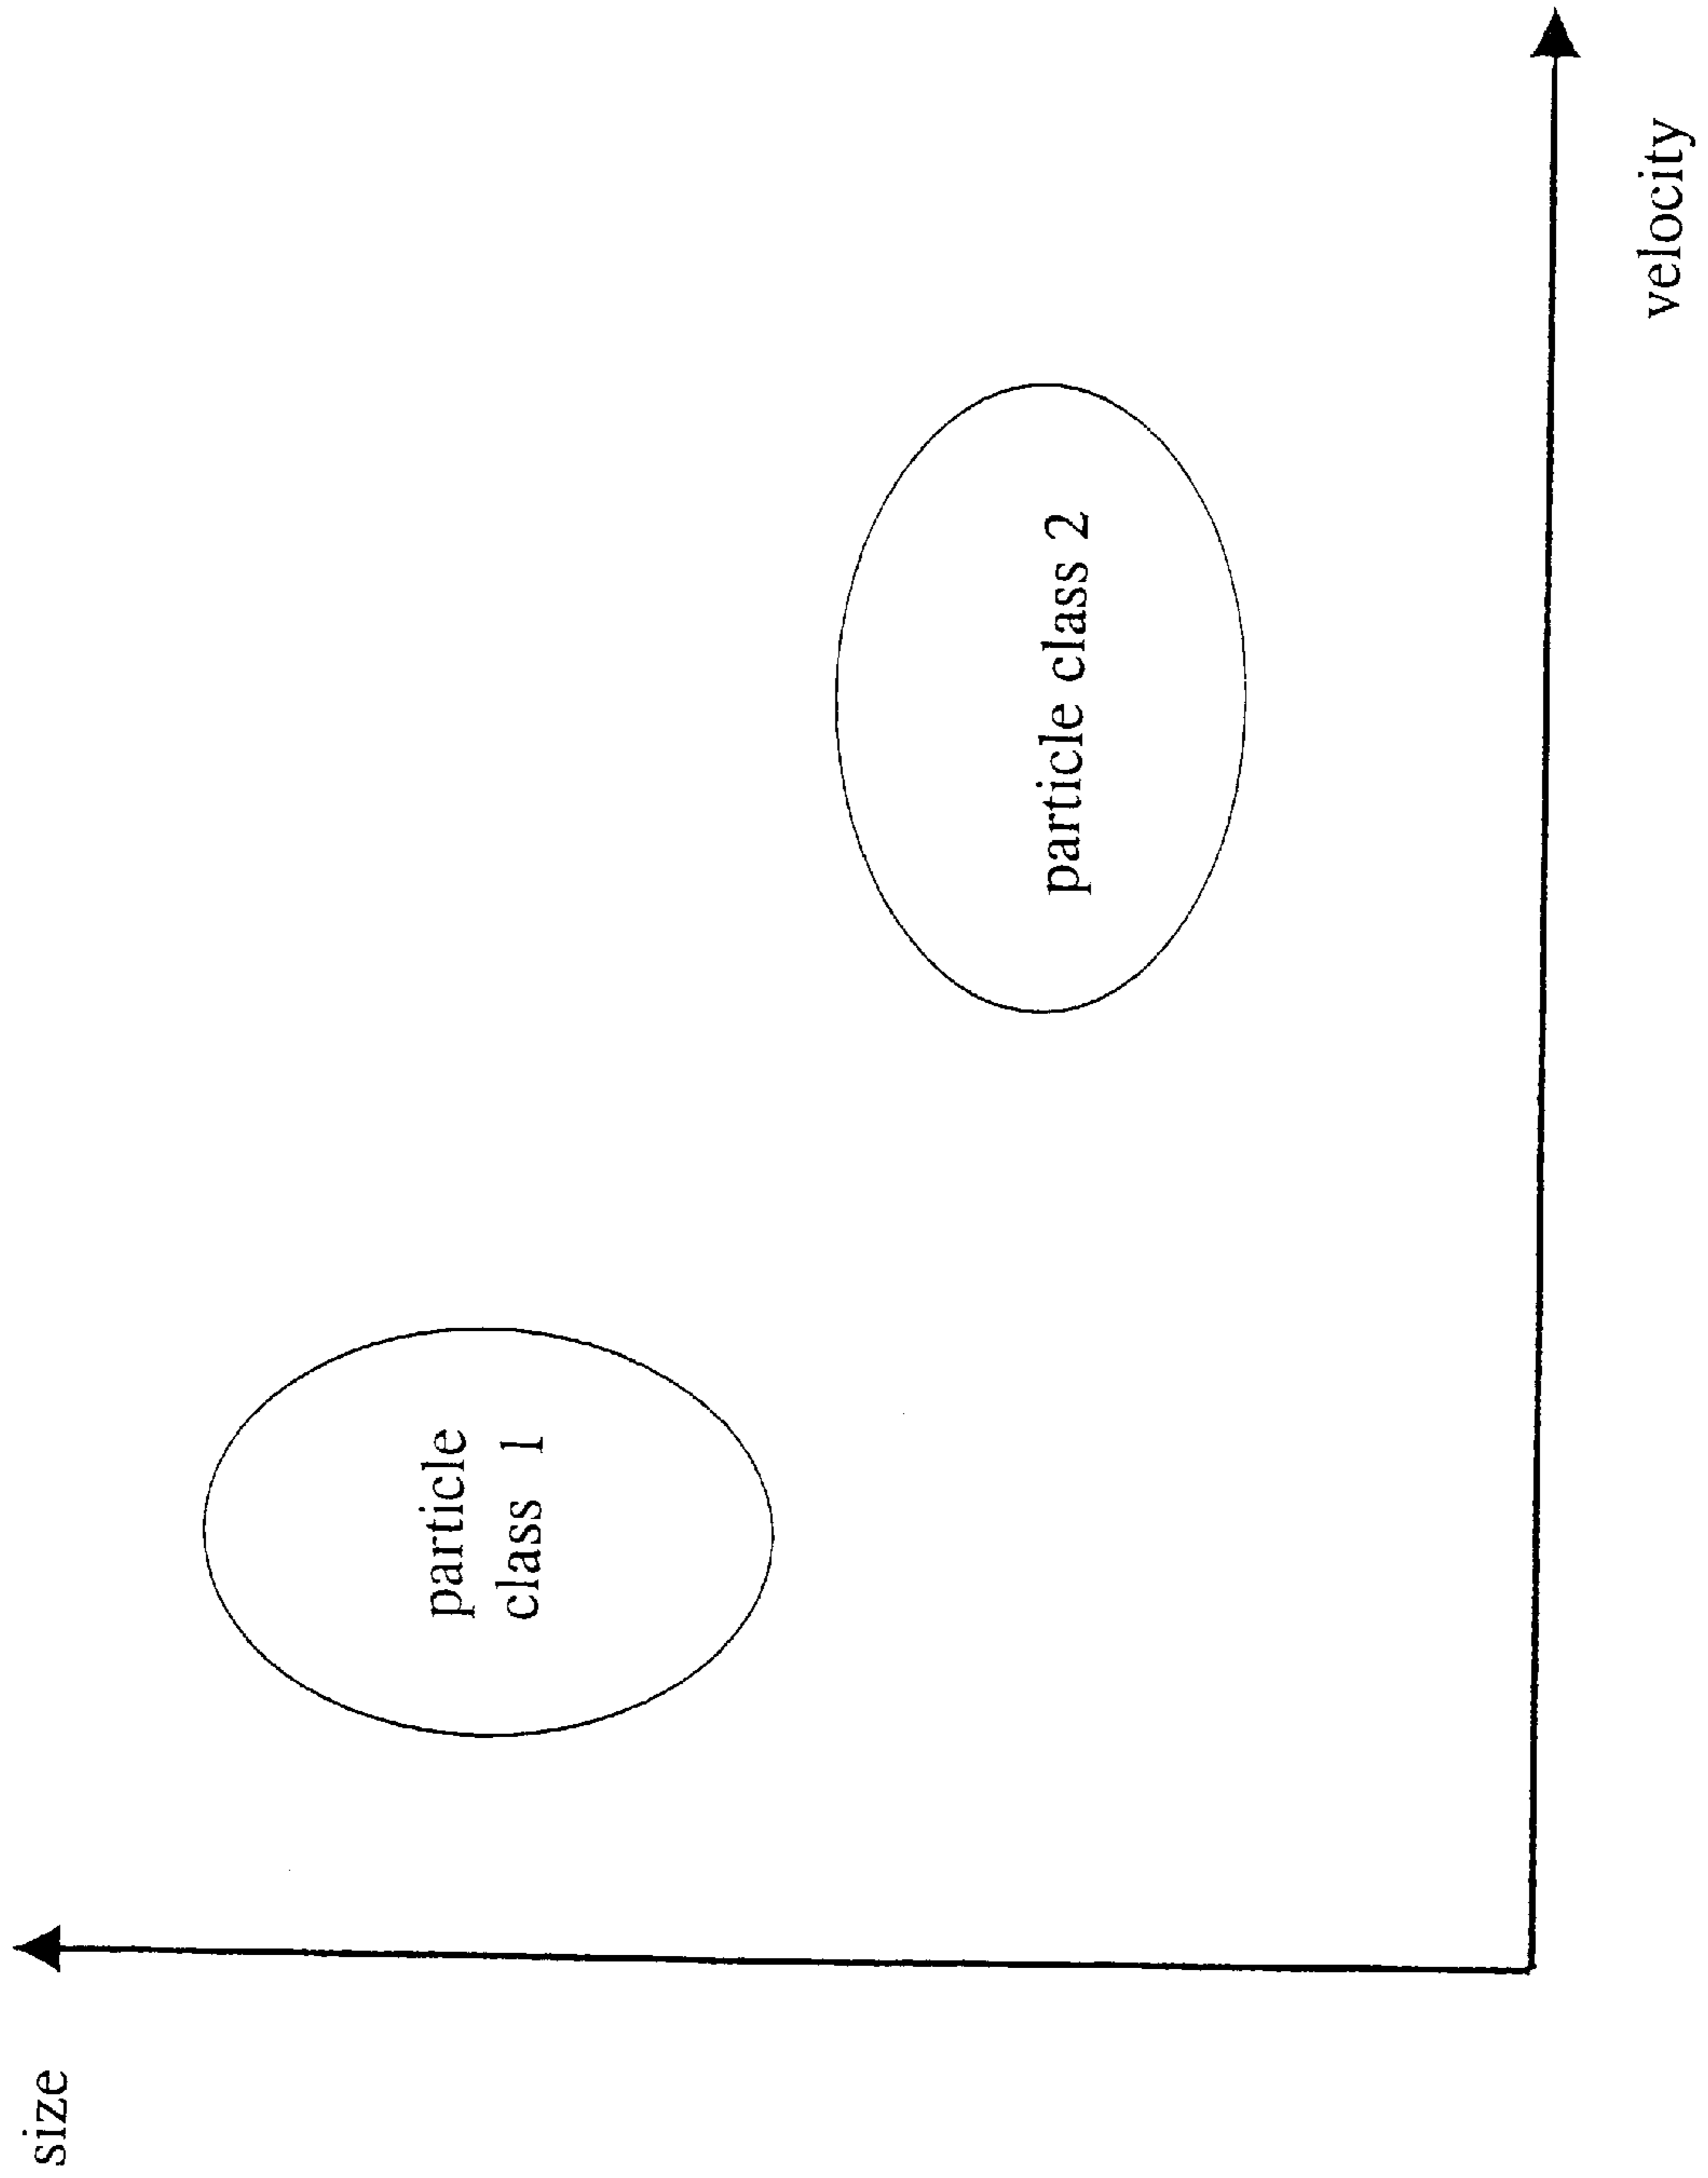 size
particle
class 1
particle class 2
velocity